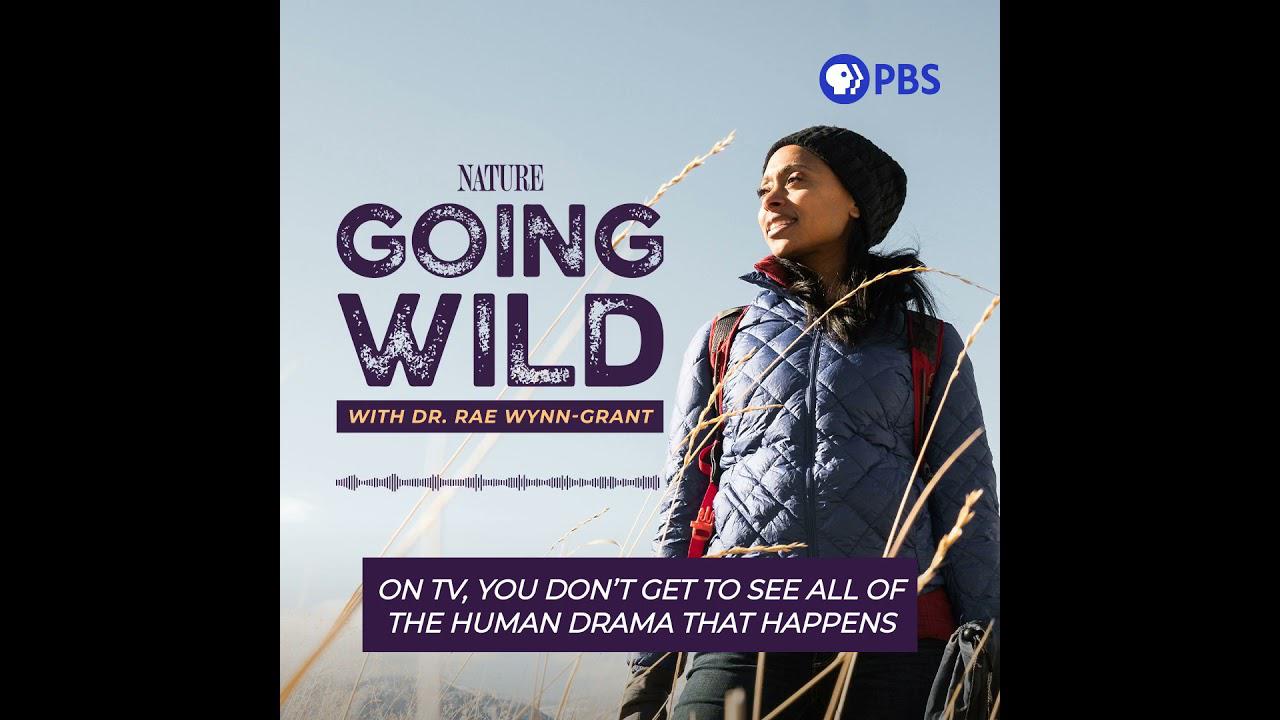 PBS
NATURE
GOING
WILD
WITH DR. RAE WYNN-GRANT
ON TV, YOU DON'T GET TO SEE ALL OF
THE HUMAN DRAMA THAT HAPPENS